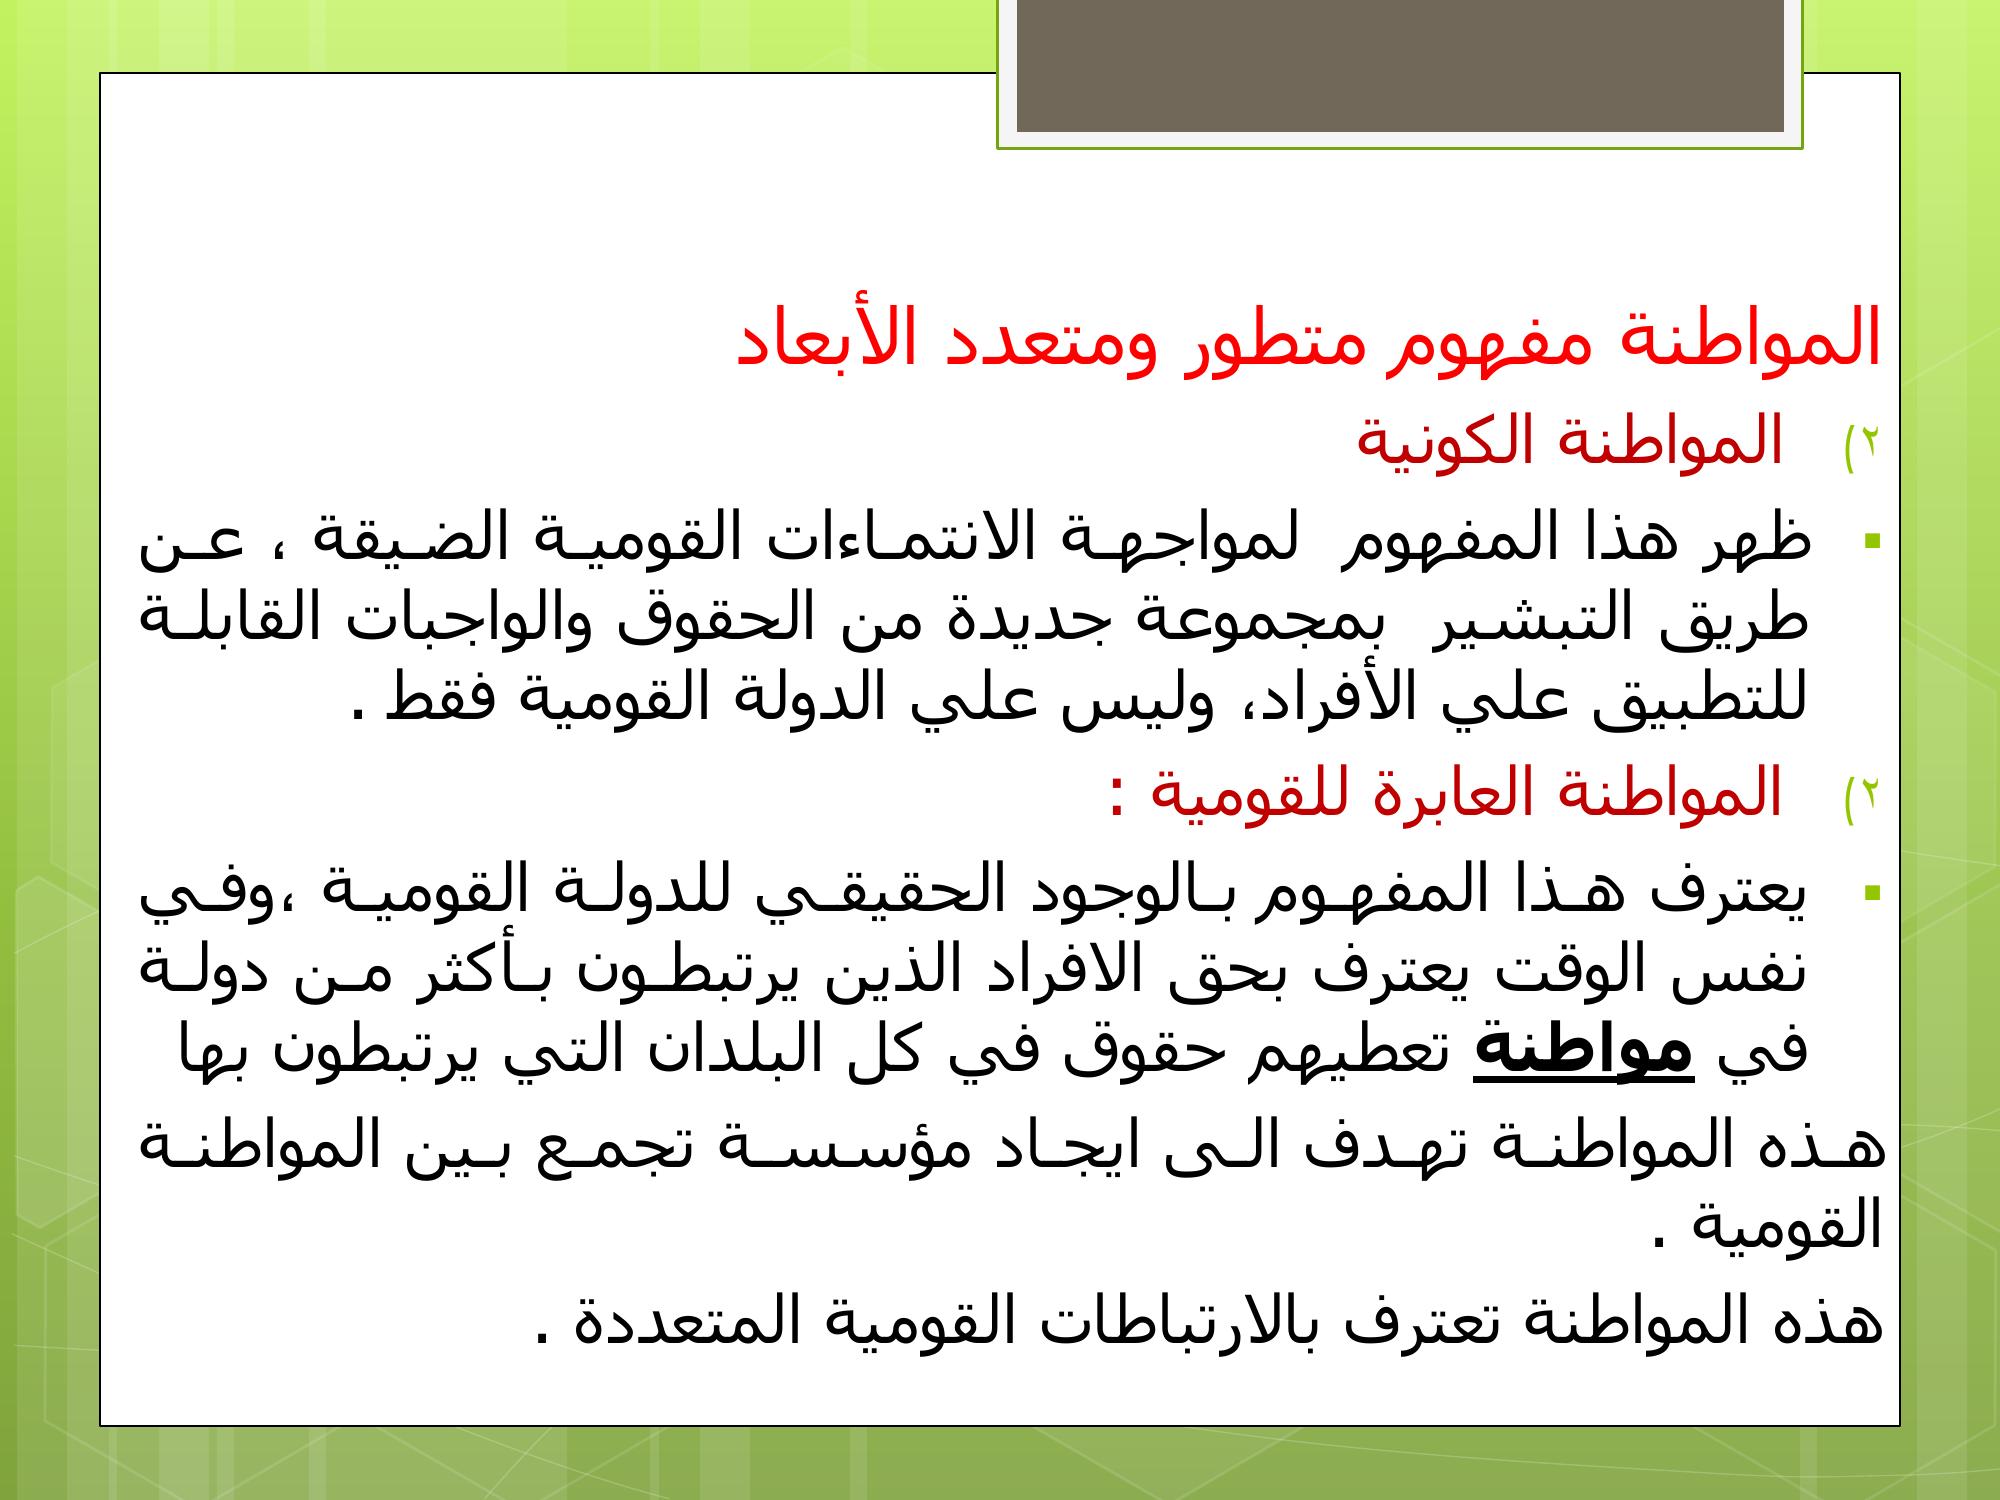 المواطنة مفهوم متطور ومتعدد الأبعاد
٢) المواطنة الكونية
▪ ظهر هذا المفهوم لمواجهة الانتماءات القومية الضيقة ، عن
طريق التبشير بمجموعة جديدة من الحقوق والواجبات القابلة
للتطبيق علي الأفراد، وليس علي الدولة القومية فقط .
٢) المواطنة العابرة للقومية :
▪ يعترف هذا المفهوم بالوجود الحقيقي للدولة القومية ،وفي
نفس الوقت يعترف بحق الافراد الذين يرتبطون بأكثر من دولة
في مواطنة تعطيهم حقوق في كل البلدان التي يرتبطون بها
هذه المواطنة تهدف الى ايجاد مؤسسة تجمع بين المواطنة
القومية .
هذه المواطنة تعترف بالارتباطات القومية المتعددة .